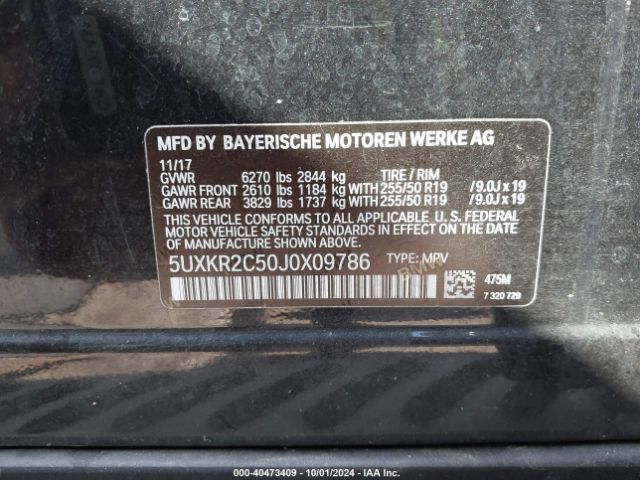 MFD BY BAYERISCHE MOTOREN WERKE AG
11/17
GVWR 6270 lbs 2844 kg TIRE / RIM
GAWR FRONT 2610 lbs 1184 kg WITH 255/50 R19 /9.0J x 19
GAWR REAR 3829 lbs 1737 kg WITH 255/50 R19 /9.0J x 19
THIS VEHICLE CONFORMS TO ALL APPLICABLE U. S. FEDERAL
MOTOR VEHICLE SAFETY STANDARDS IN EFFECT ON THE DATE
OF MANUFACTURE SHOWN ABOVE.
5UXKR2C50J0X09786 TYPE: MPV
475M
7 320 729
000-40473409 - 10/01/2024 - IAA Inc.